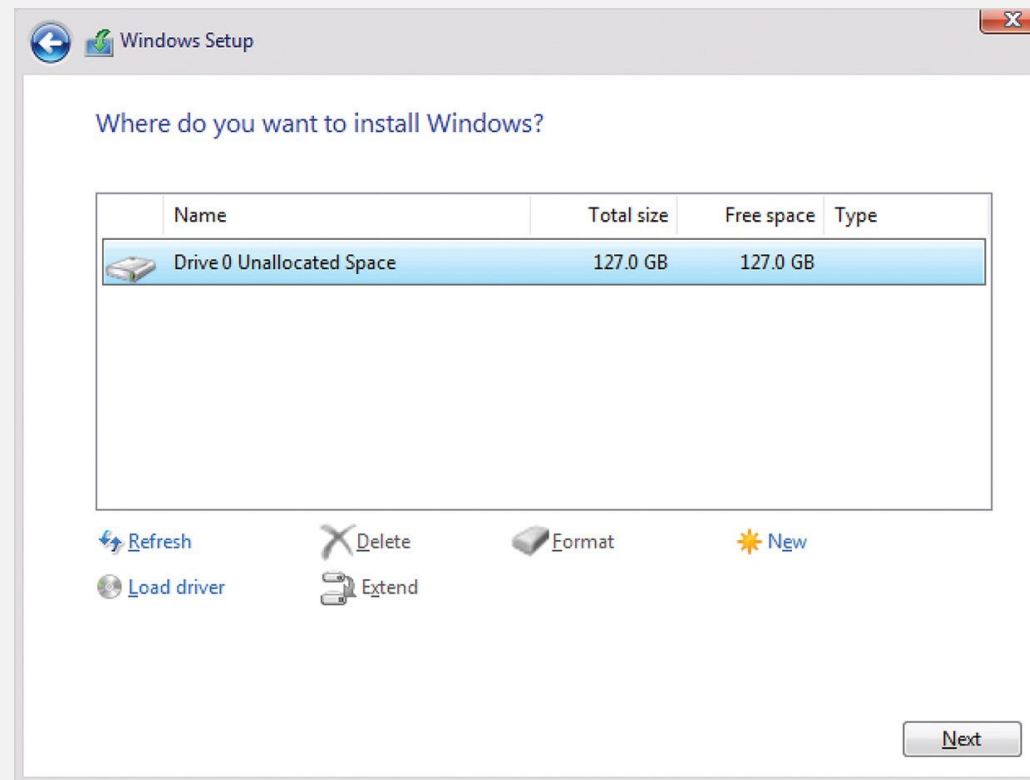 Windows Setup
X
Where do you want to install Windows?
Name Total size Free space Type
Drive 0 Unallocated Space 127.0 GB 127.0 GB
Refresh Delete Format New
Load driver Extend
Next